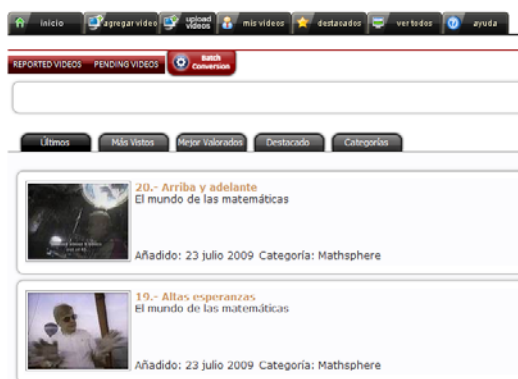 inicio agregar video upload videos mis videos destacados ver todos ayuda
REPORTED VIDEOS PENDING VIDEOS Batch Conversion
Últimos Más Vistos Mejor Valorados Destacado Categorías
20.- Arriba y adelante
El mundo de las matemáticas
Añadido: 23 julio 2009 Categoría: Mathsphere
19.- Altas esperanzas
El mundo de las matemáticas
Añadido: 23 julio 2009 Categoría: Mathsphere